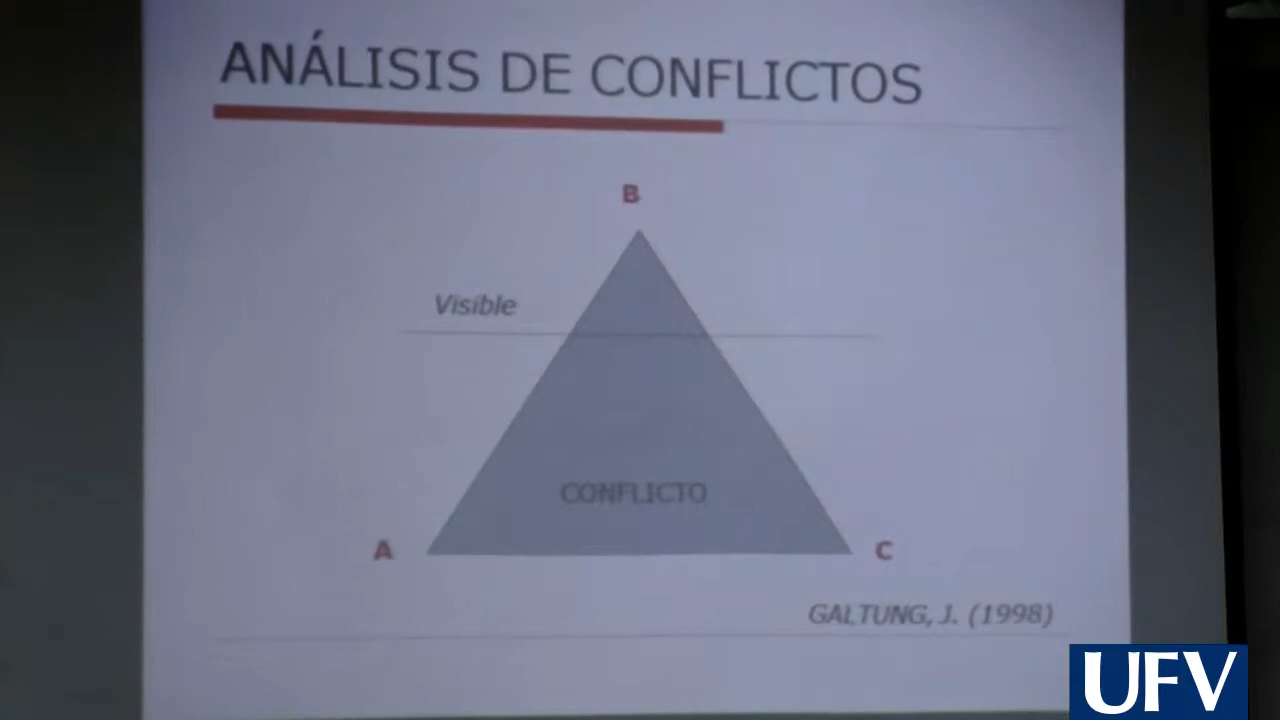 ANÁLISIS DE CONFLICTOS
B
Visible
CONFLICTO
A
C
GALTUNG, J. (1998)
UFV